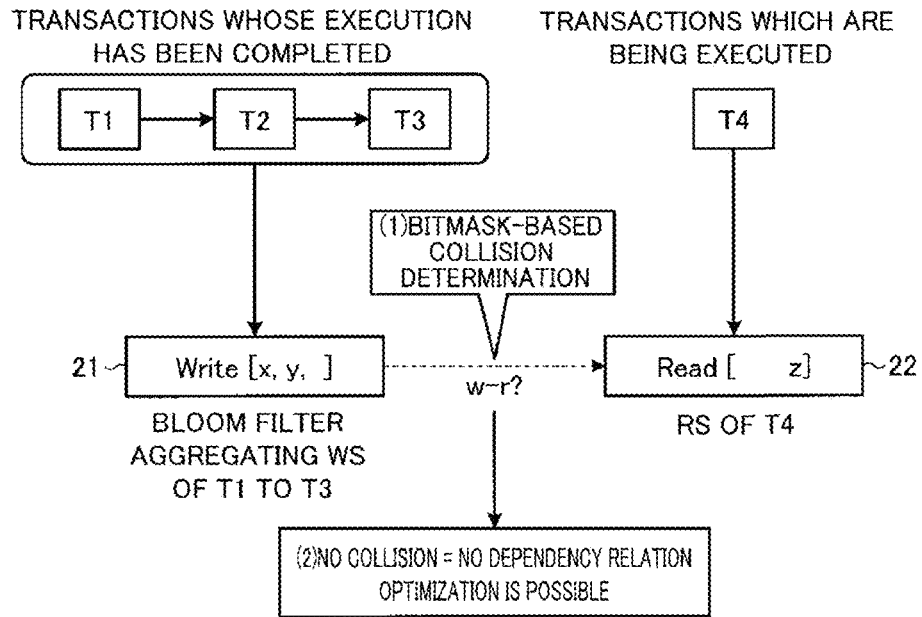 TRANSACTIONS WHOSE EXECUTION
HAS BEEN COMPLETED
TRANSACTIONS WHICH ARE
BEING EXECUTED
T1
T2
T3
T4
(1)BITMASK-BASED
COLLISION
DETERMINATION
21
Write [x, y, ]
w-r?
Read [ z]
22
BLOOM FILTER
AGGREGATING WS
OF T1 TO T3
RS OF T4
(2)NO COLLISION = NO DEPENDENCY RELATION
OPTIMIZATION IS POSSIBLE